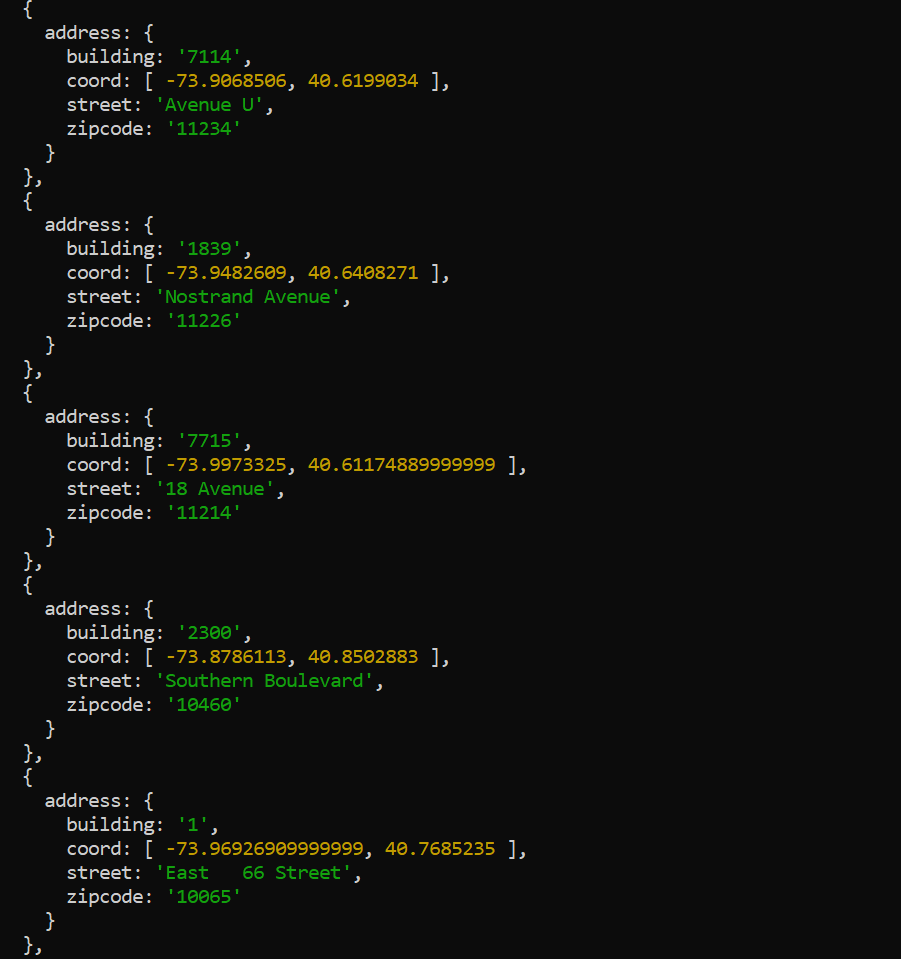 {
  address: {
    building: '7114',
    coord: [ -73.9068506, 40.6199034 ],
    street: 'Avenue U',
    zipcode: '11234'
  }
},
{
  address: {
    building: '1839',
    coord: [ -73.9482609, 40.6408271 ],
    street: 'Nostrand Avenue',
    zipcode: '11226'
  }
},
{
  address: {
    building: '7715',
    coord: [ -73.9973325, 40.61174889999999 ],
    street: '18 Avenue',
    zipcode: '11214'
  }
},
{
  address: {
    building: '2300',
    coord: [ -73.8786113, 40.8502883 ],
    street: 'Southern Boulevard',
    zipcode: '10460'
  }
},
{
  address: {
    building: '1',
    coord: [ -73.96926909999999, 40.7685235 ],
    street: 'East   66 Street',
    zipcode: '10065'
  }
},